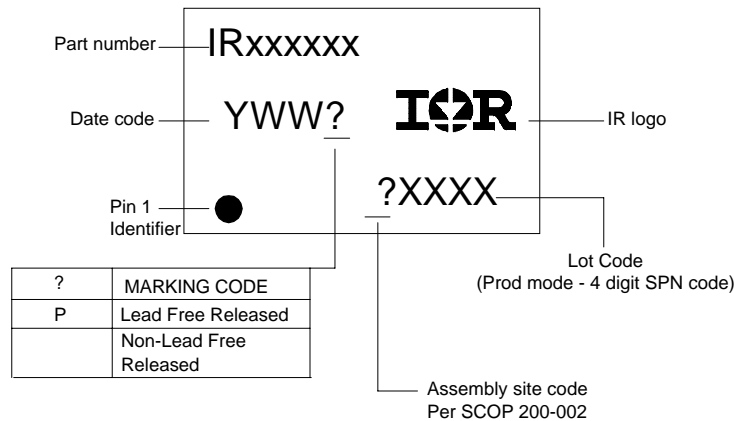 Part number
IRxxxxxx
Date code
YWW?
IOR
IR logo
?XXXX
Pin 1
Identifier
Lot Code
(Prod mode - 4 digit SPN code)
? MARKING CODE
P Lead Free Released
Non-Lead Free
Released
Assembly site code
Per SCOP 200-002